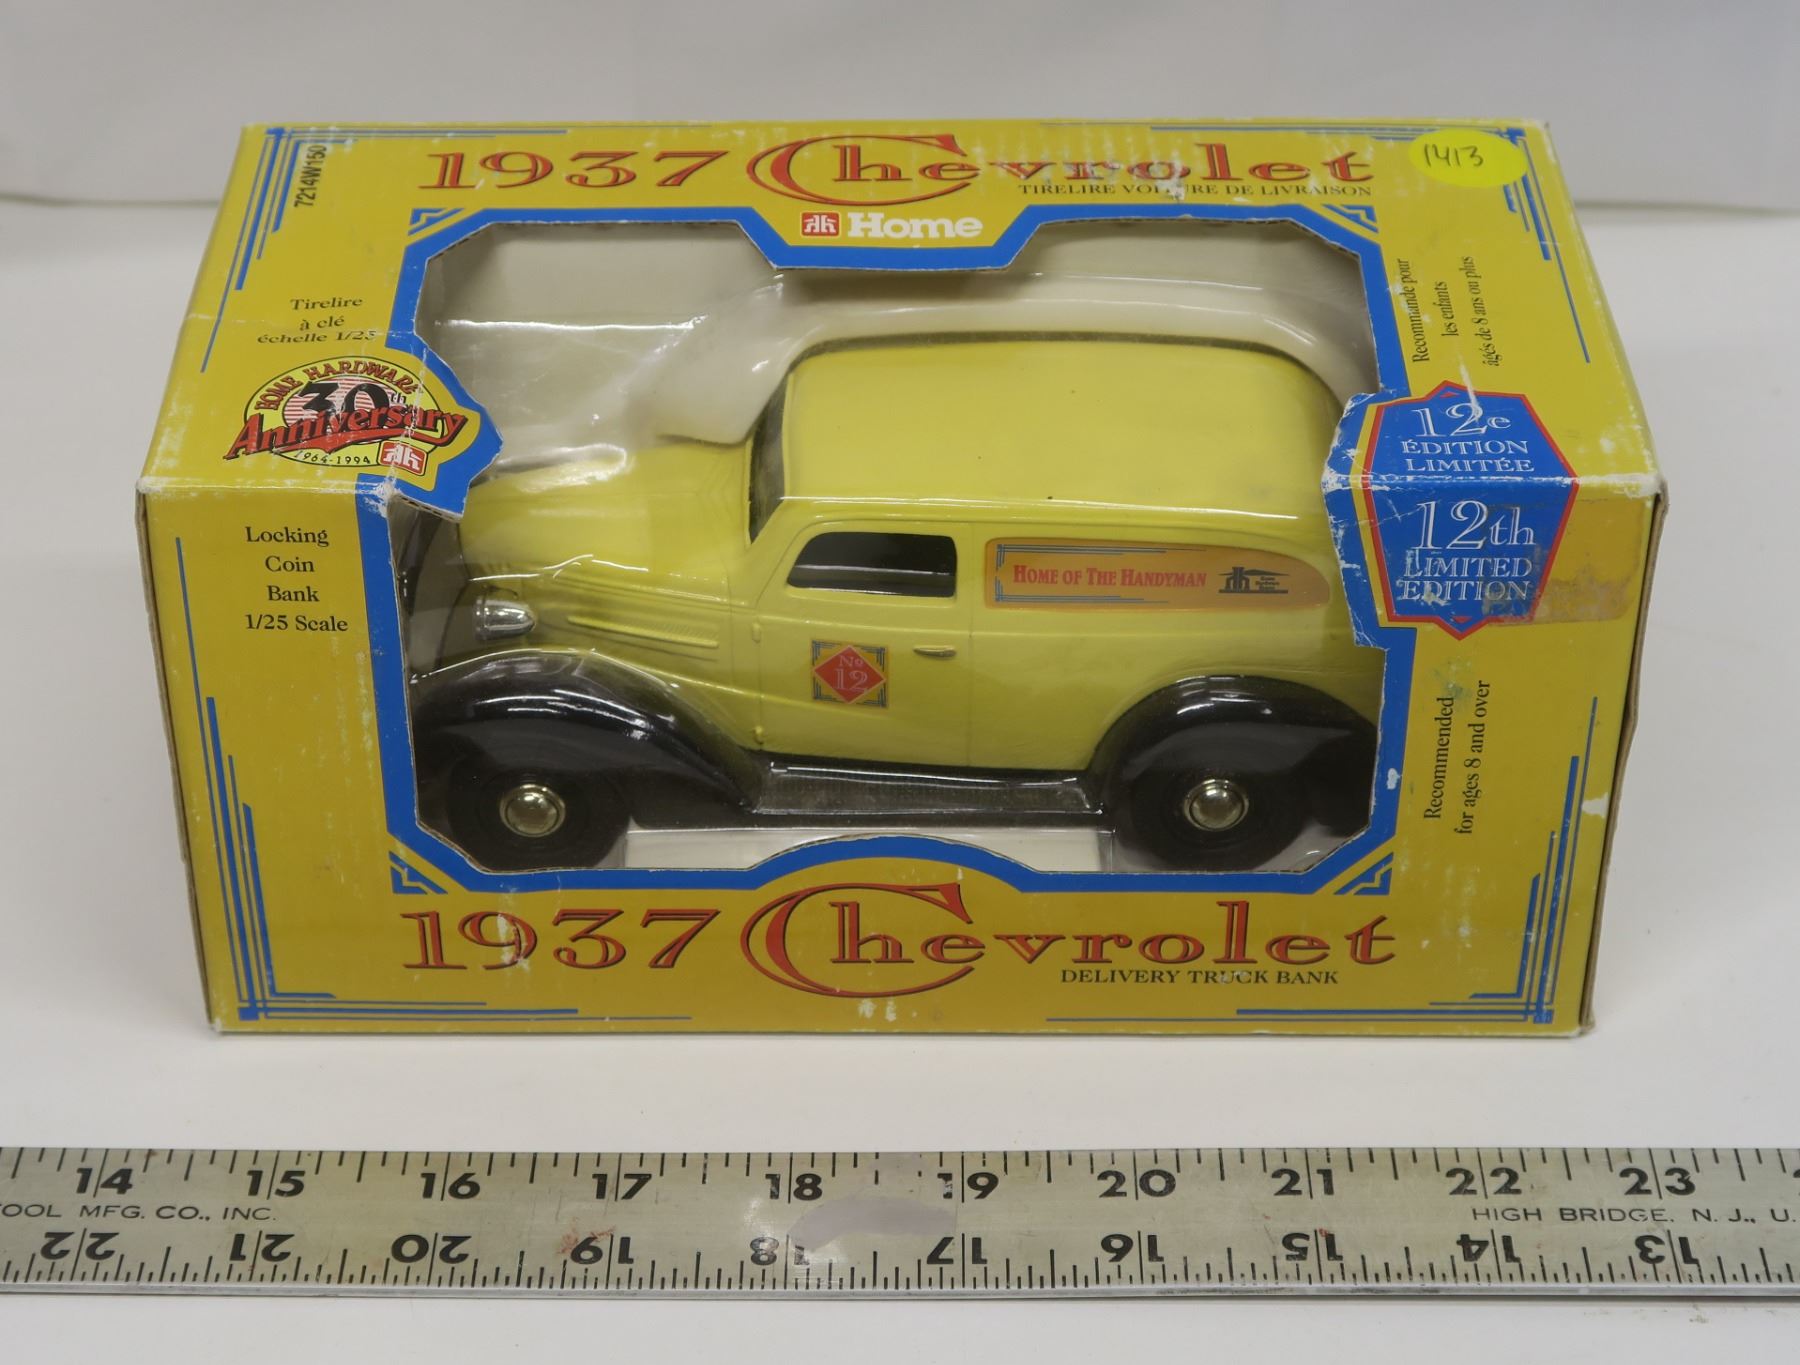 7214W150
1937 Chevrolet
TIRELIRE VOITURE DE LIVRAISON
1413
Home
Tirelire
à clé
échelle 1/25
HOME HARDWARE
30th
Anniversary
1964-1994
Recommandé pour
les enfants
âgés de 8 ans ou plus
12e
ÉDITION
LIMITÉE
12th
LIMITED
EDITION
Locking
Coin
Bank
1/25 Scale
HOME OF THE HANDYMAN
No
12
Recommended
for ages 8 and over
1937 Chevrolet
DELIVERY TRUCK BANK
14 15 16 17 18 19 20 21 22 23
OOL MFG. CO., INC.
HIGH BRIDGE, N. J., U.
22 21 20 19 18 17 16 15 14 13